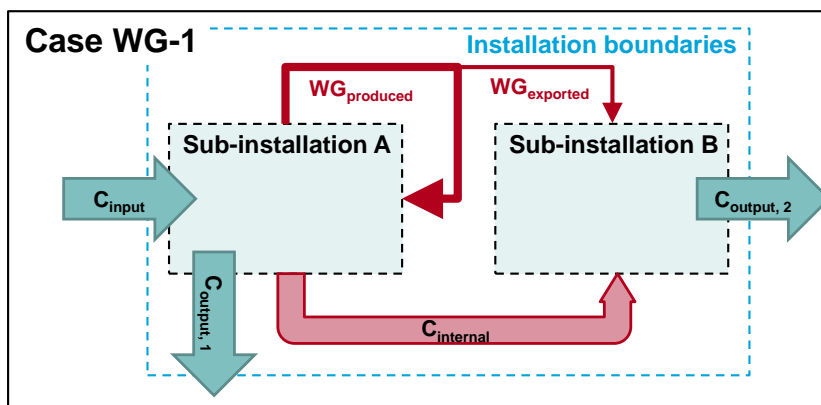 Case WG-1
Installation boundaries
WGproduced
WGexported
Sub-installation A
Sub-installation B
Cinput
Coutput, 2
Coutput, 1
Cinternal